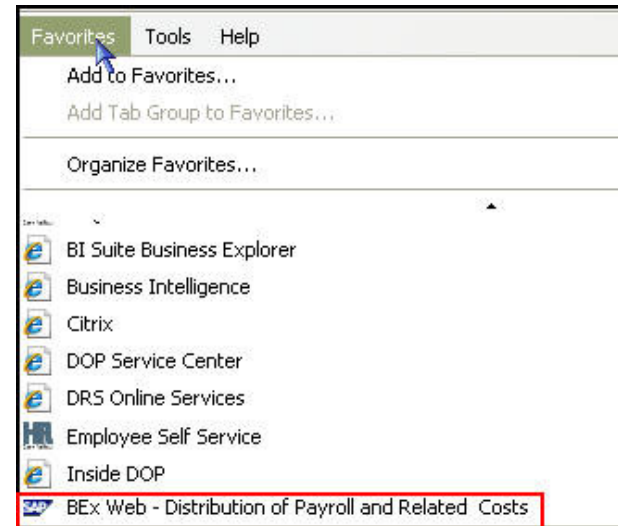 Favorites Tools Help
Add to Favorites...
Add Tab Group to Favorites...
Organize Favorites...
BI Suite Business Explorer
Business Intelligence
Citrix
DOP Service Center
DRS Online Services
HR Employee Self Service
Inside DOP
SAP BEx Web - Distribution of Payroll and Related Costs